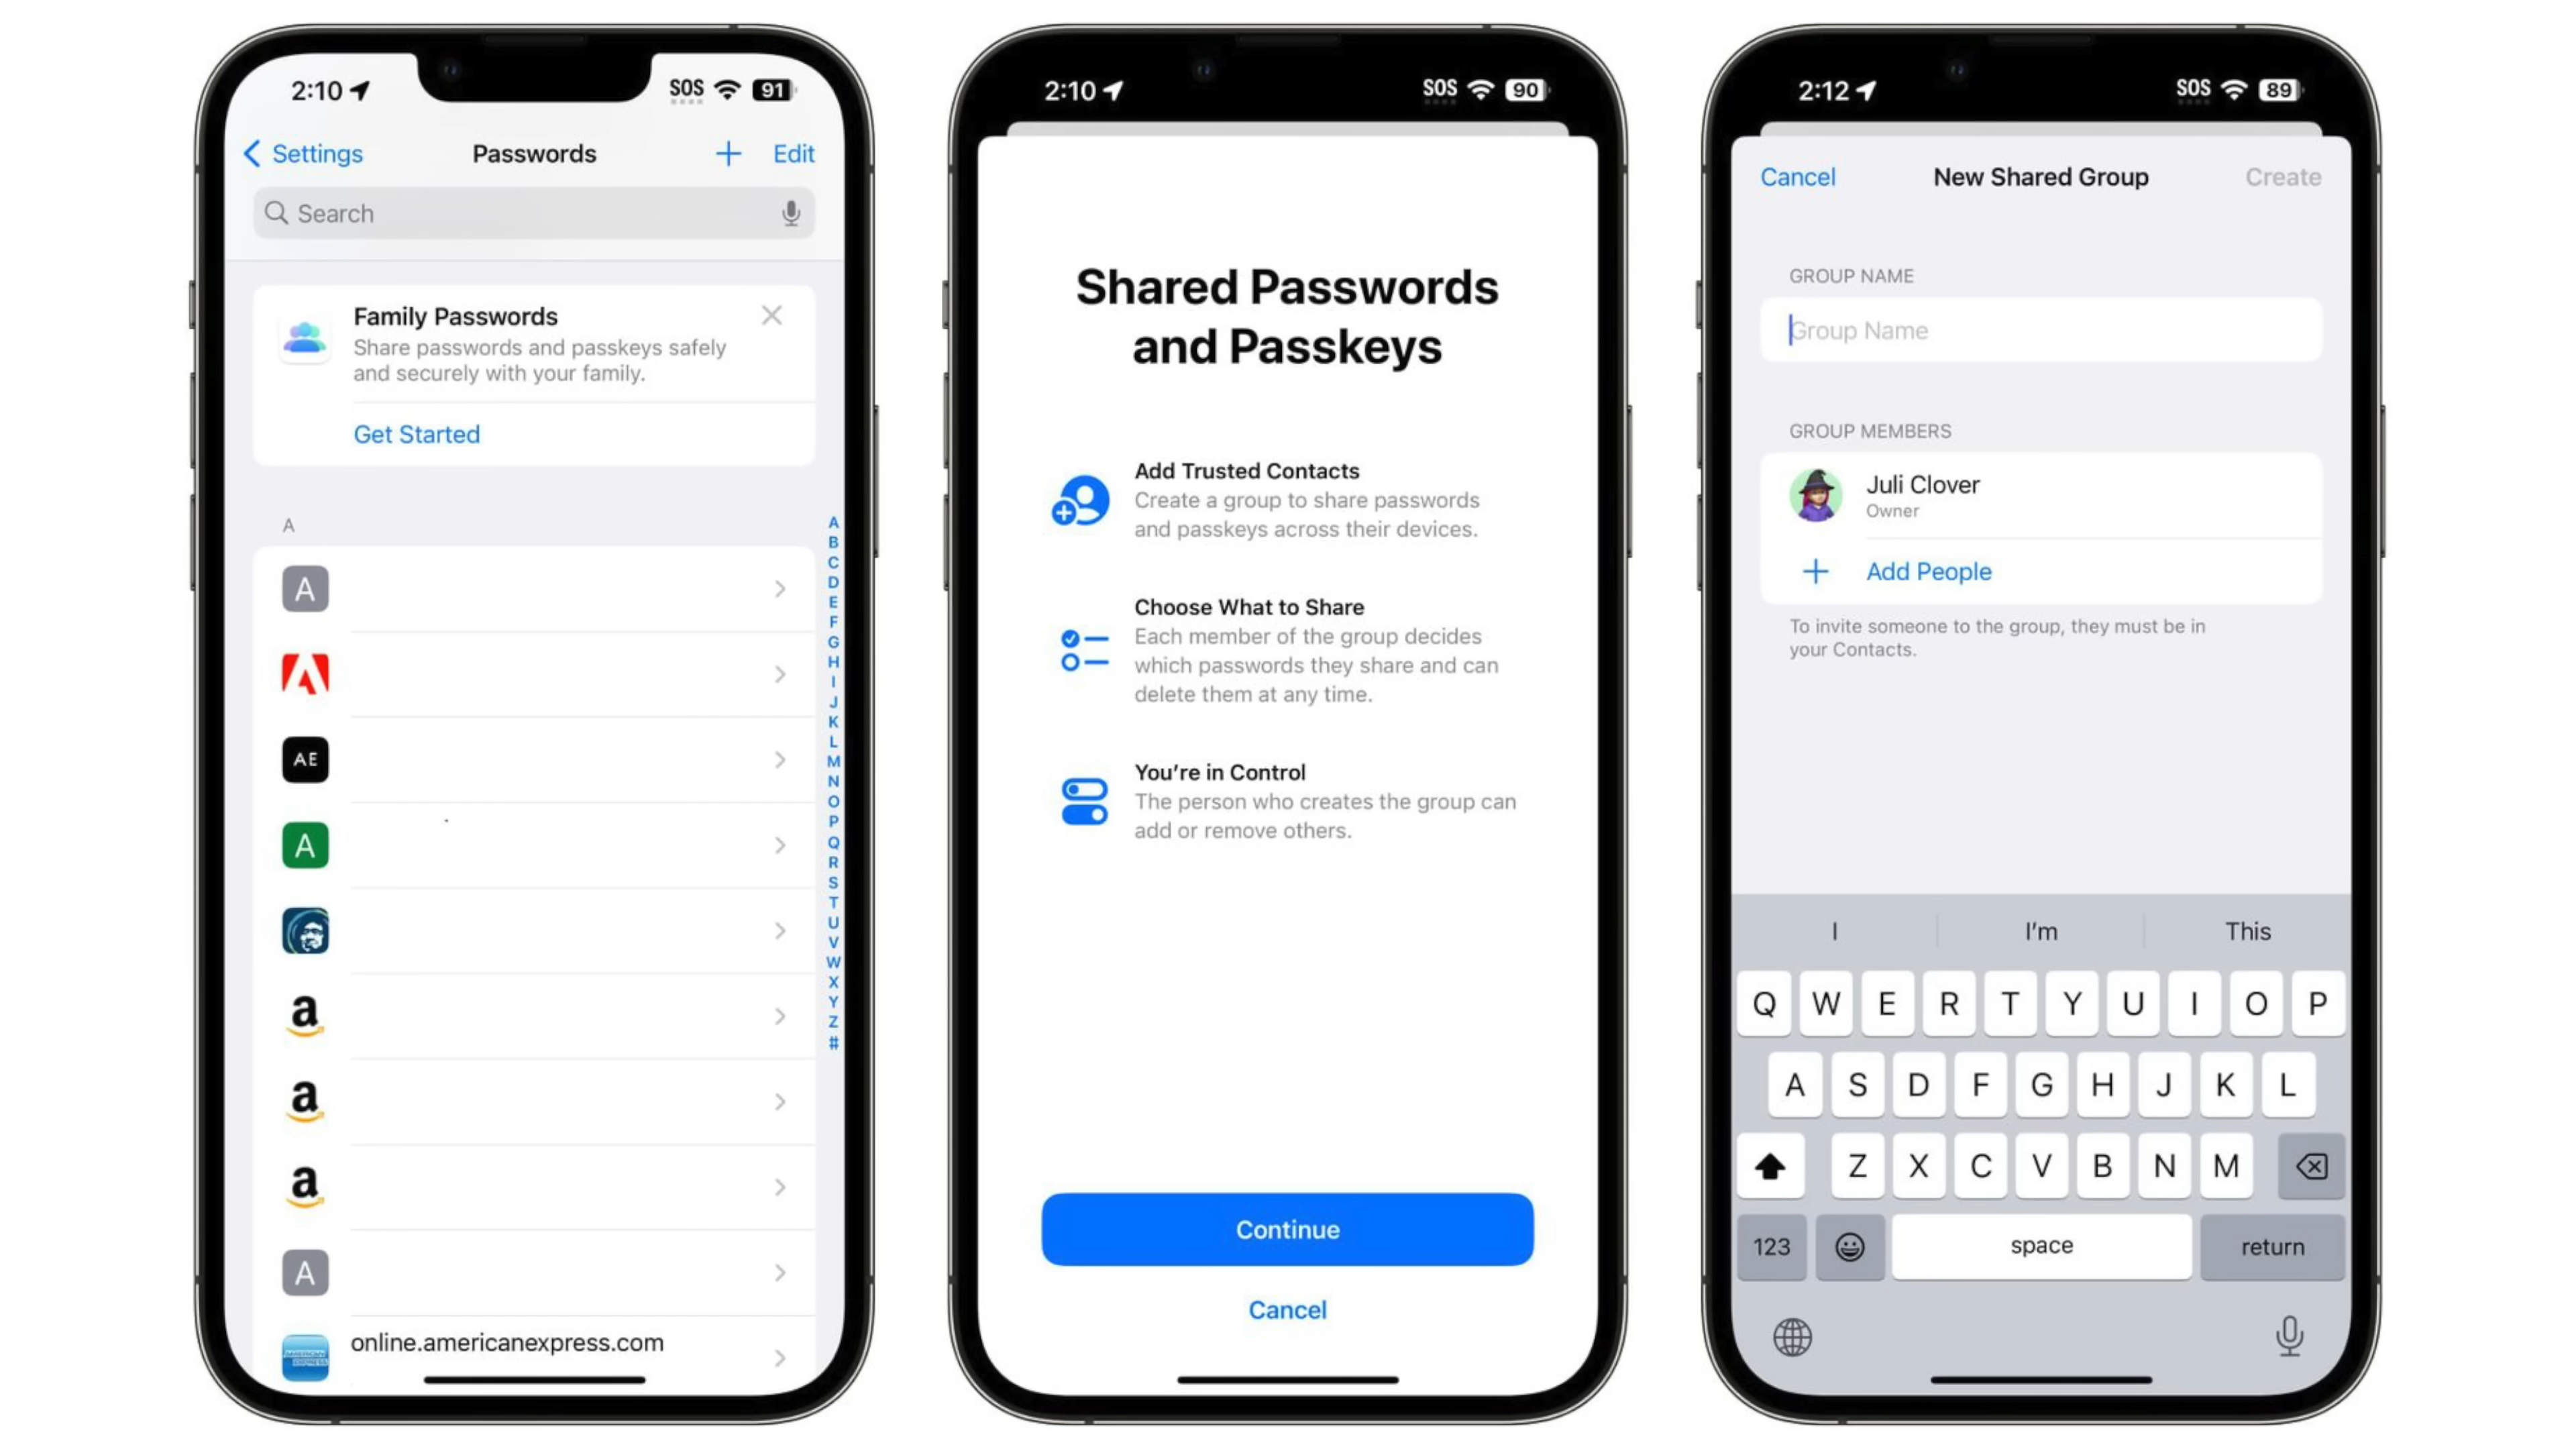 2:10
SOS
91
Settings
Passwords
Edit
Search
Family Passwords
Share passwords and passkeys safely
and securely with your family.
Get Started
A
A
AE
A
a
a
a
A
online.americanexpress.com
A
B
C
D
E
F
G
H
I
J
K
L
M
N
O
P
Q
R
S
T
U
V
W
X
Y
Z
#
2:10
SOS
90
Shared Passwords
and Passkeys
Add Trusted Contacts
Create a group to share passwords
and passkeys across their devices.
Choose What to Share
Each member of the group decides
which passwords they share and can
delete them at any time.
You’re in Control
The person who creates the group can
add or remove others.
Continue
Cancel
2:12
SOS
89
Cancel
New Shared Group
Create
GROUP NAME
Group Name
GROUP MEMBERS
Juli Clover
Owner
Add People
To invite someone to the group, they must be in
your Contacts.
I I’m This
Q W E R T Y U I O P
A S D F G H J K L
Z X C V B N M
123 space return